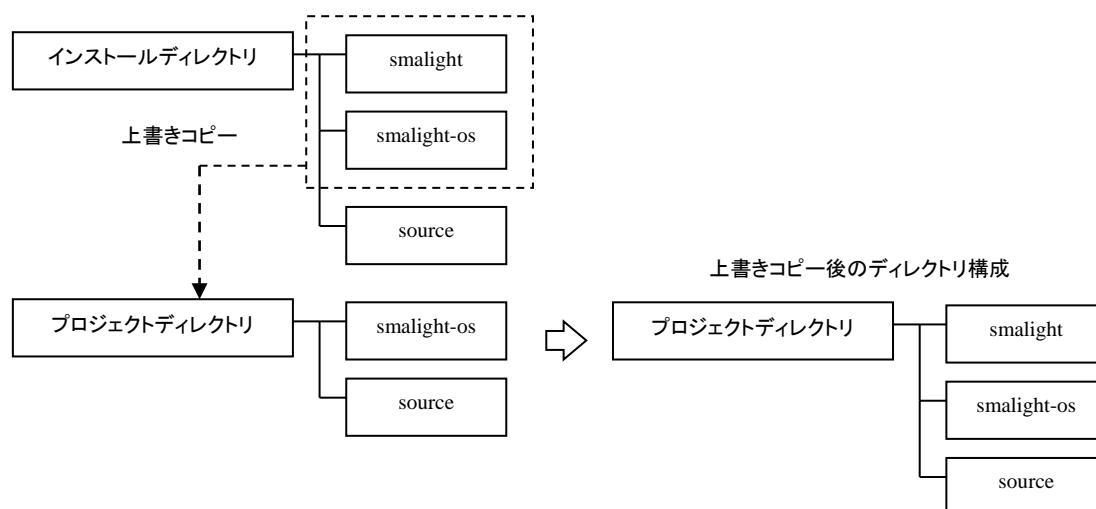 インストールディレクトリ
smalight
smalight-os
上書きコピー
source
プロジェクトディレクトリ
smalight-os
source
上書きコピー後のディレクトリ構成
プロジェクトディレクトリ
smalight
smalight-os
source